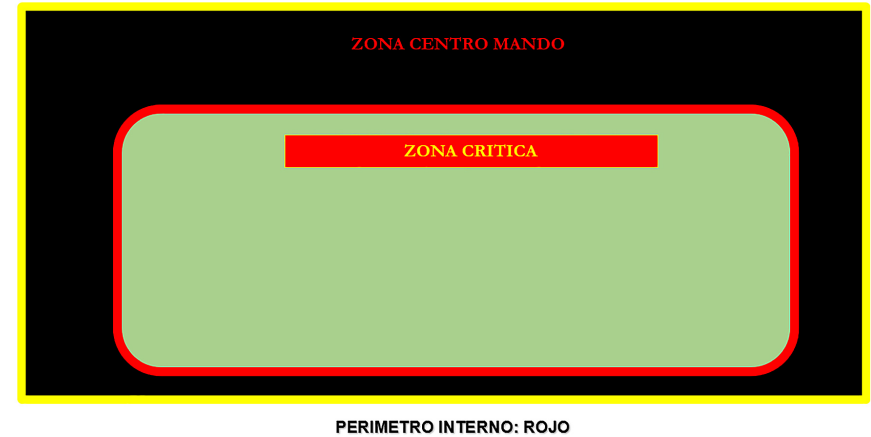 ZONA CENTRO MANDO
ZONA CRITICA
PERIMETRO INTERNO: ROJO